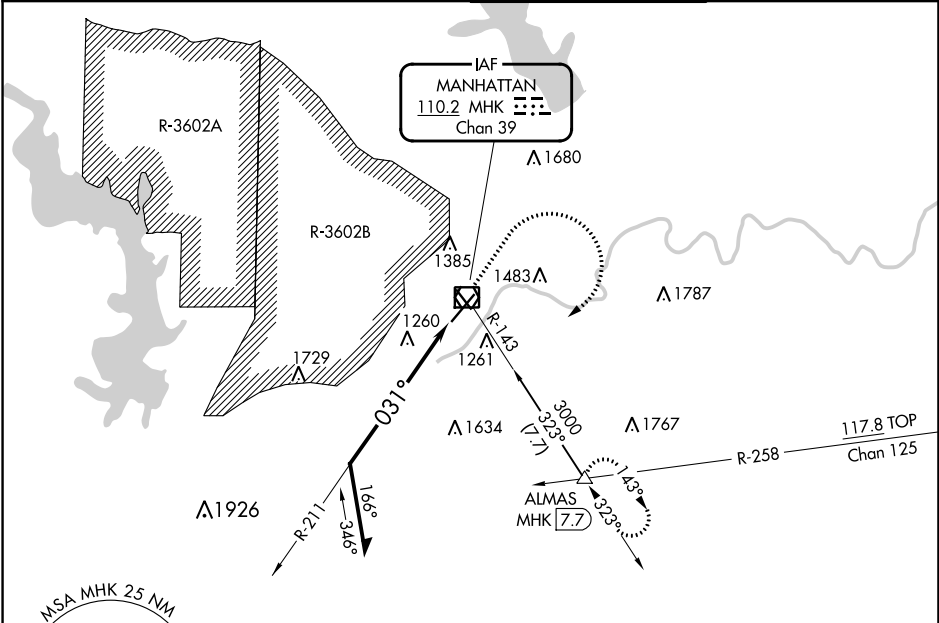 IAF
MANHATTAN
110.2 MHK
Chan 39
R-3602A
R-3602B
1680
1385
1483
1787
1260
1261
R-143
1729
031°
3000
323°
(7.7)
1634
1767
117.8 TOP
Chan 125
R-258
ALMAS
MHK 7.7
143°
323°
1926
R-211
166°
346°
MSA MHK 25 NM